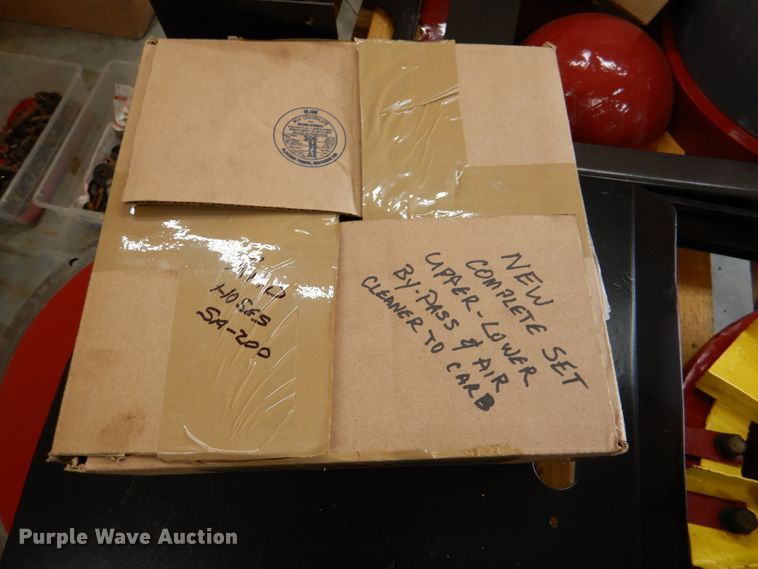 HOSES
SA-200
NEW
COMPLETE SET
UPPER-LOWER
BY-PASS & AIR
CLEANER TO CARB
Purple Wave Auction